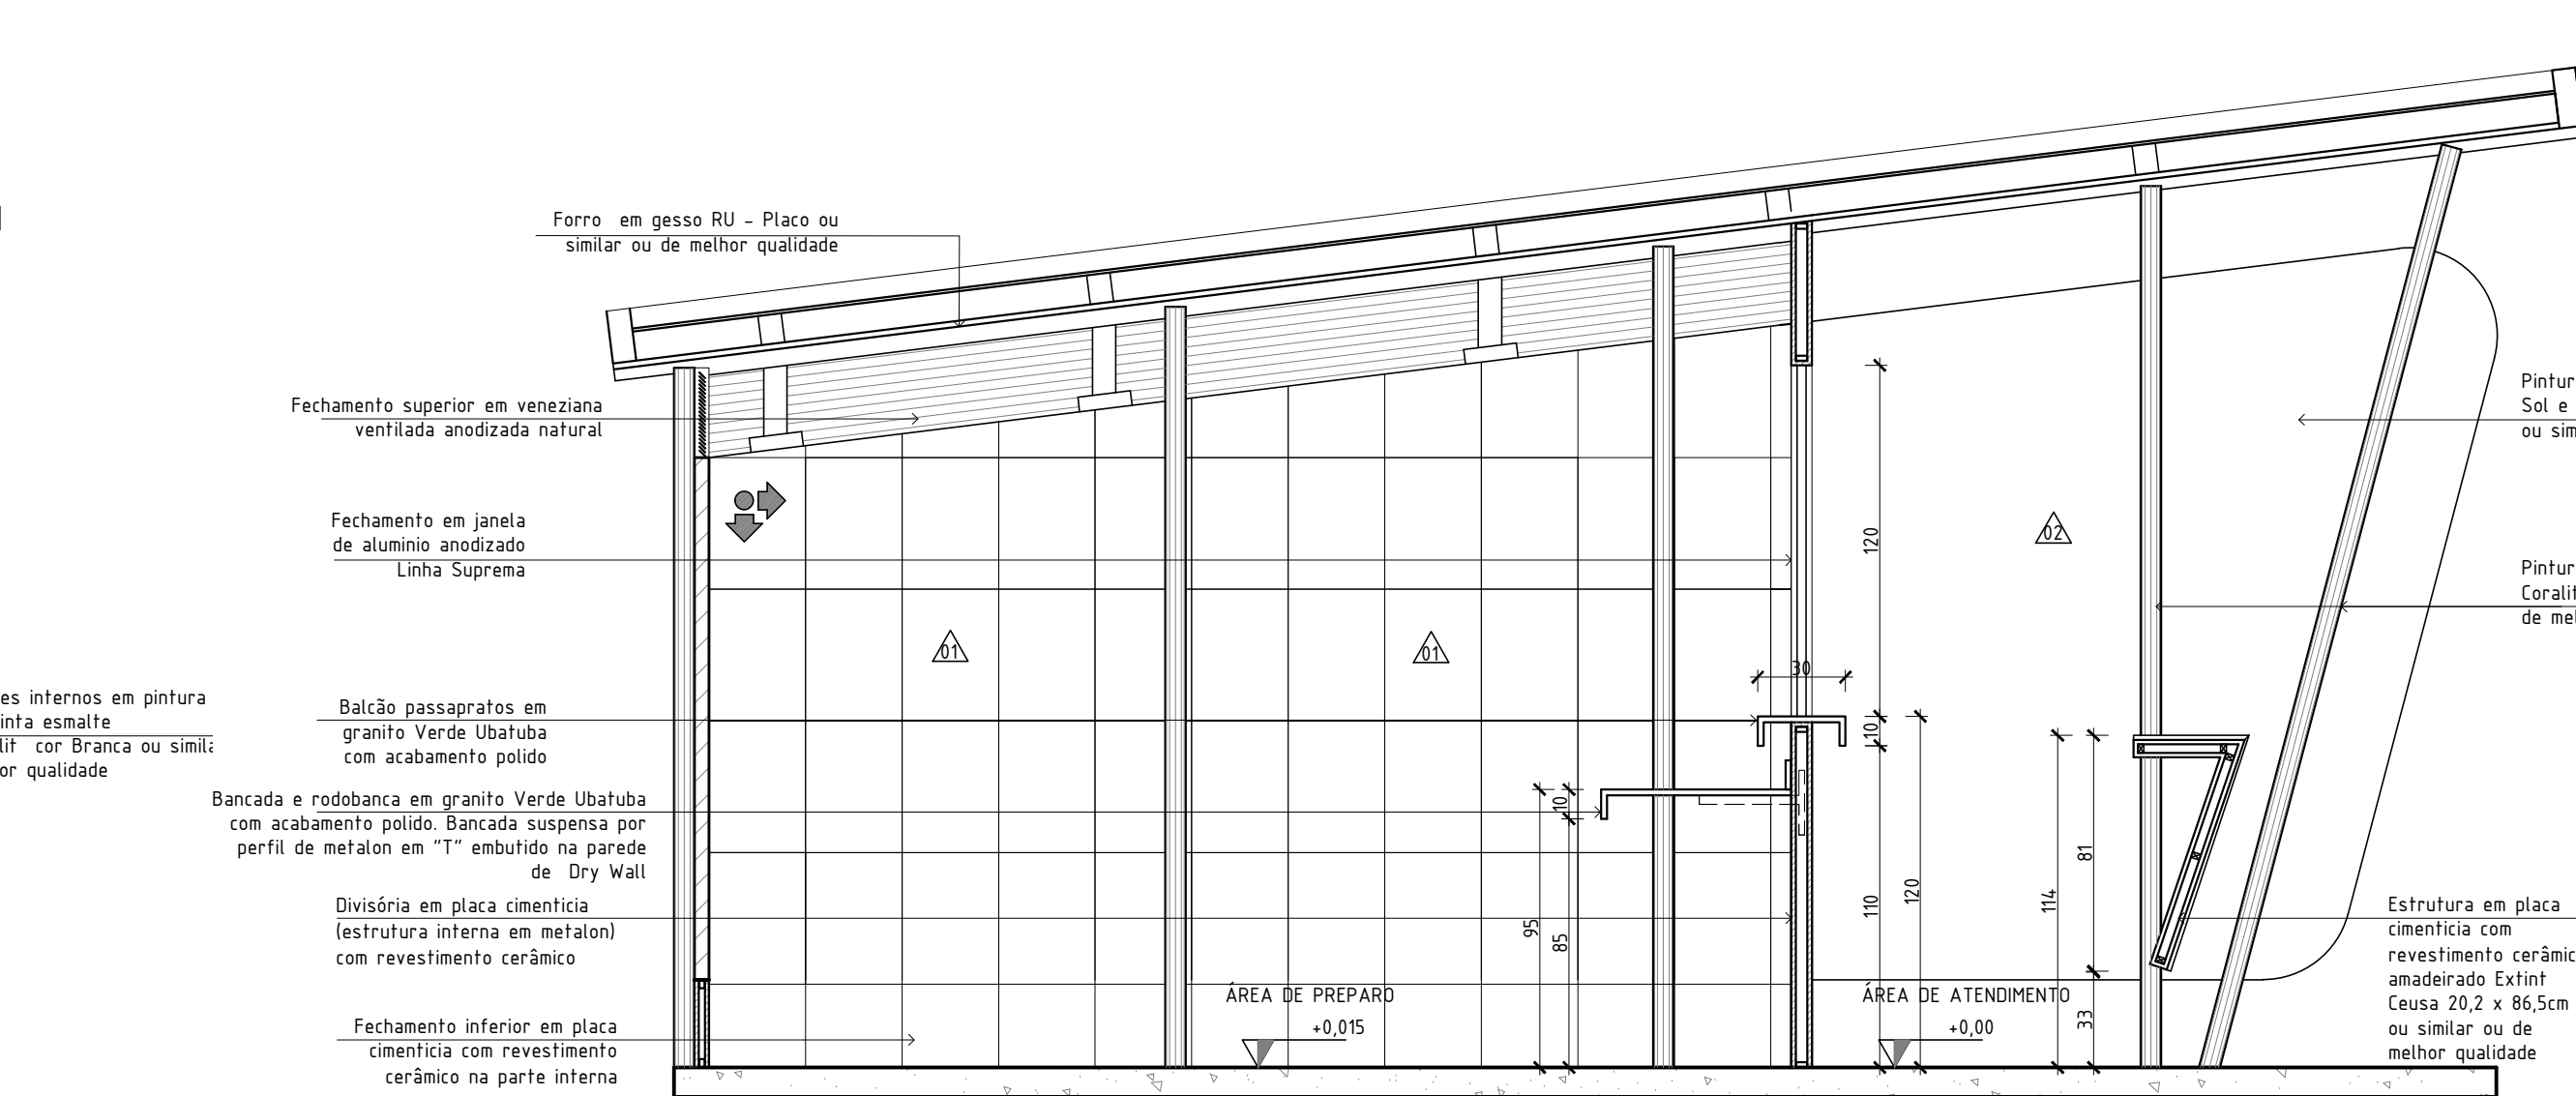 Forro em gesso RU - Placo ou
similar ou de melhor qualidade
Fechamento superior em veneziana
ventilada anodizada natural
Fechamento em janela
de aluminio anodizado
Linha Suprema
es internos em pintura
inta esmalte
lit cor Branca ou simila
or qualidade
Balcão passapratos em
granito Verde Ubatuba
com acabamento polido
Bancada e rodobanca em granito Verde Ubatuba
com acabamento polido. Bancada suspensa por
perfil de metalon em "T" embutido na parede
de Dry Wall
Divisória em placa cimenticia
(estrutura interna em metalon)
com revestimento cerâmico
Fechamento inferior em placa
cimenticia com revestimento
cerâmico na parte interna
01
01
02
30
120
10
110
120
10
95
85
114
81
33
ÁREA DE PREPARO
+0,015
ÁREA DE ATENDIMENTO
+0,00
Pintur
Sol e
ou sim
Pintur
Coralit
de mel
Estrutura em placa
cimenticia com
revestimento cerâmic
amadeirado Extint
Ceusa 20,2 x 86,5cm
ou similar ou de
melhor qualidade